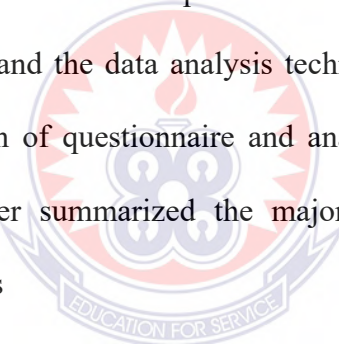 and the data analysis tech
of questionnaire and an
er summarized the major
s
EDUCATION FOR SERVICE